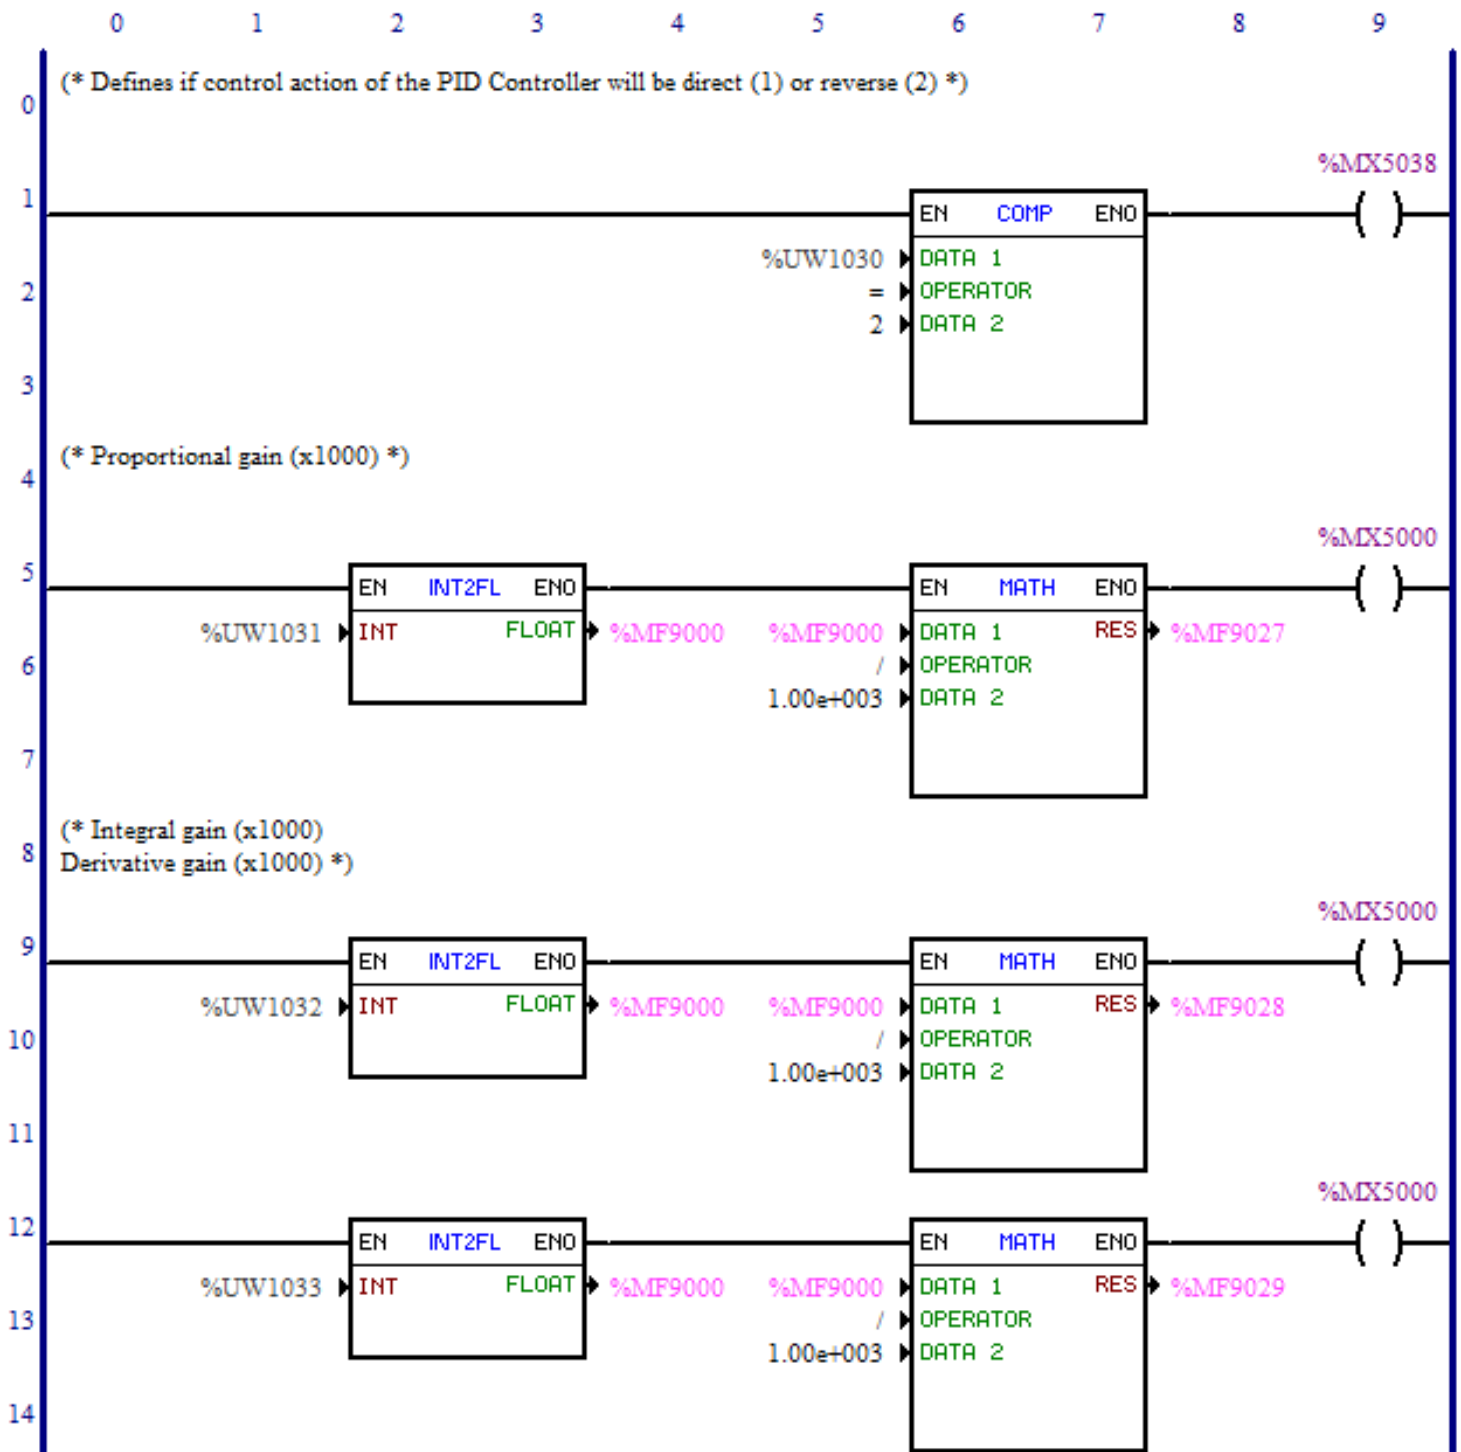 0 1 2 3 4 5 6 7 8 9
(* Defines if control action of the PID Controller will be direct (1) or reverse (2) *)
0
%MX5038
1
EN COMP ENO
%UW1030 DATA 1
2
= OPERATOR
2 DATA 2
3
(* Proportional gain (x1000) *)
4
%MX5000
5
EN INT2FL ENO EN MATH ENO
%UW1031 INT FLOAT %MF9000 %MF9000 DATA 1 RES %MF9027
6
/ OPERATOR
1.00e+003 DATA 2
7
(* Integral gain (x1000)
8
Derivative gain (x1000) *)
%MX5000
9
EN INT2FL ENO EN MATH ENO
%UW1032 INT FLOAT %MF9000 %MF9000 DATA 1 RES %MF9028
10
/ OPERATOR
1.00e+003 DATA 2
11
%MX5000
12
EN INT2FL ENO EN MATH ENO
%UW1033 INT FLOAT %MF9000 %MF9000 DATA 1 RES %MF9029
13
/ OPERATOR
1.00e+003 DATA 2
14